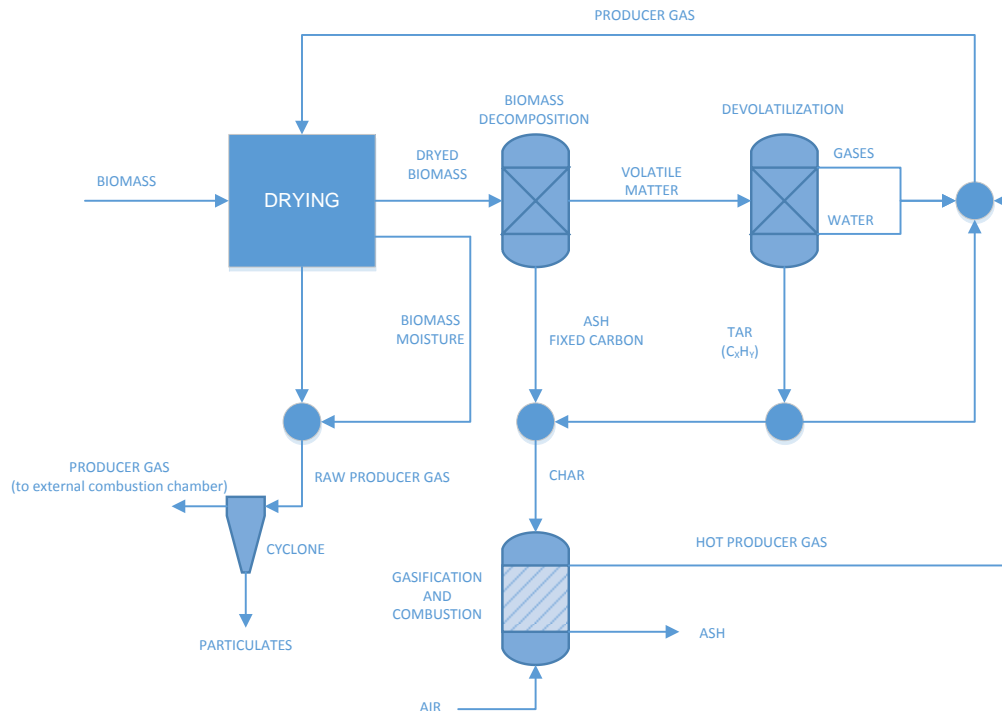 PRODUCER GAS
BIOMASS
DECOMPOSITION
DEVOLATILIZATION
DRYED
BIOMASS
GASES
BIOMASS
VOLATILE
MATTER
DRYING
WATER
BIOMASS
MOISTURE
ASH
FIXED CARBON
TAR
(CXHY)
PRODUCER GAS
(to external combustion chamber)
RAW PRODUCER GAS
CHAR
CYCLONE
HOT PRODUCER GAS
GASIFICATION
AND
COMBUSTION
PARTICULATES
ASH
AIR